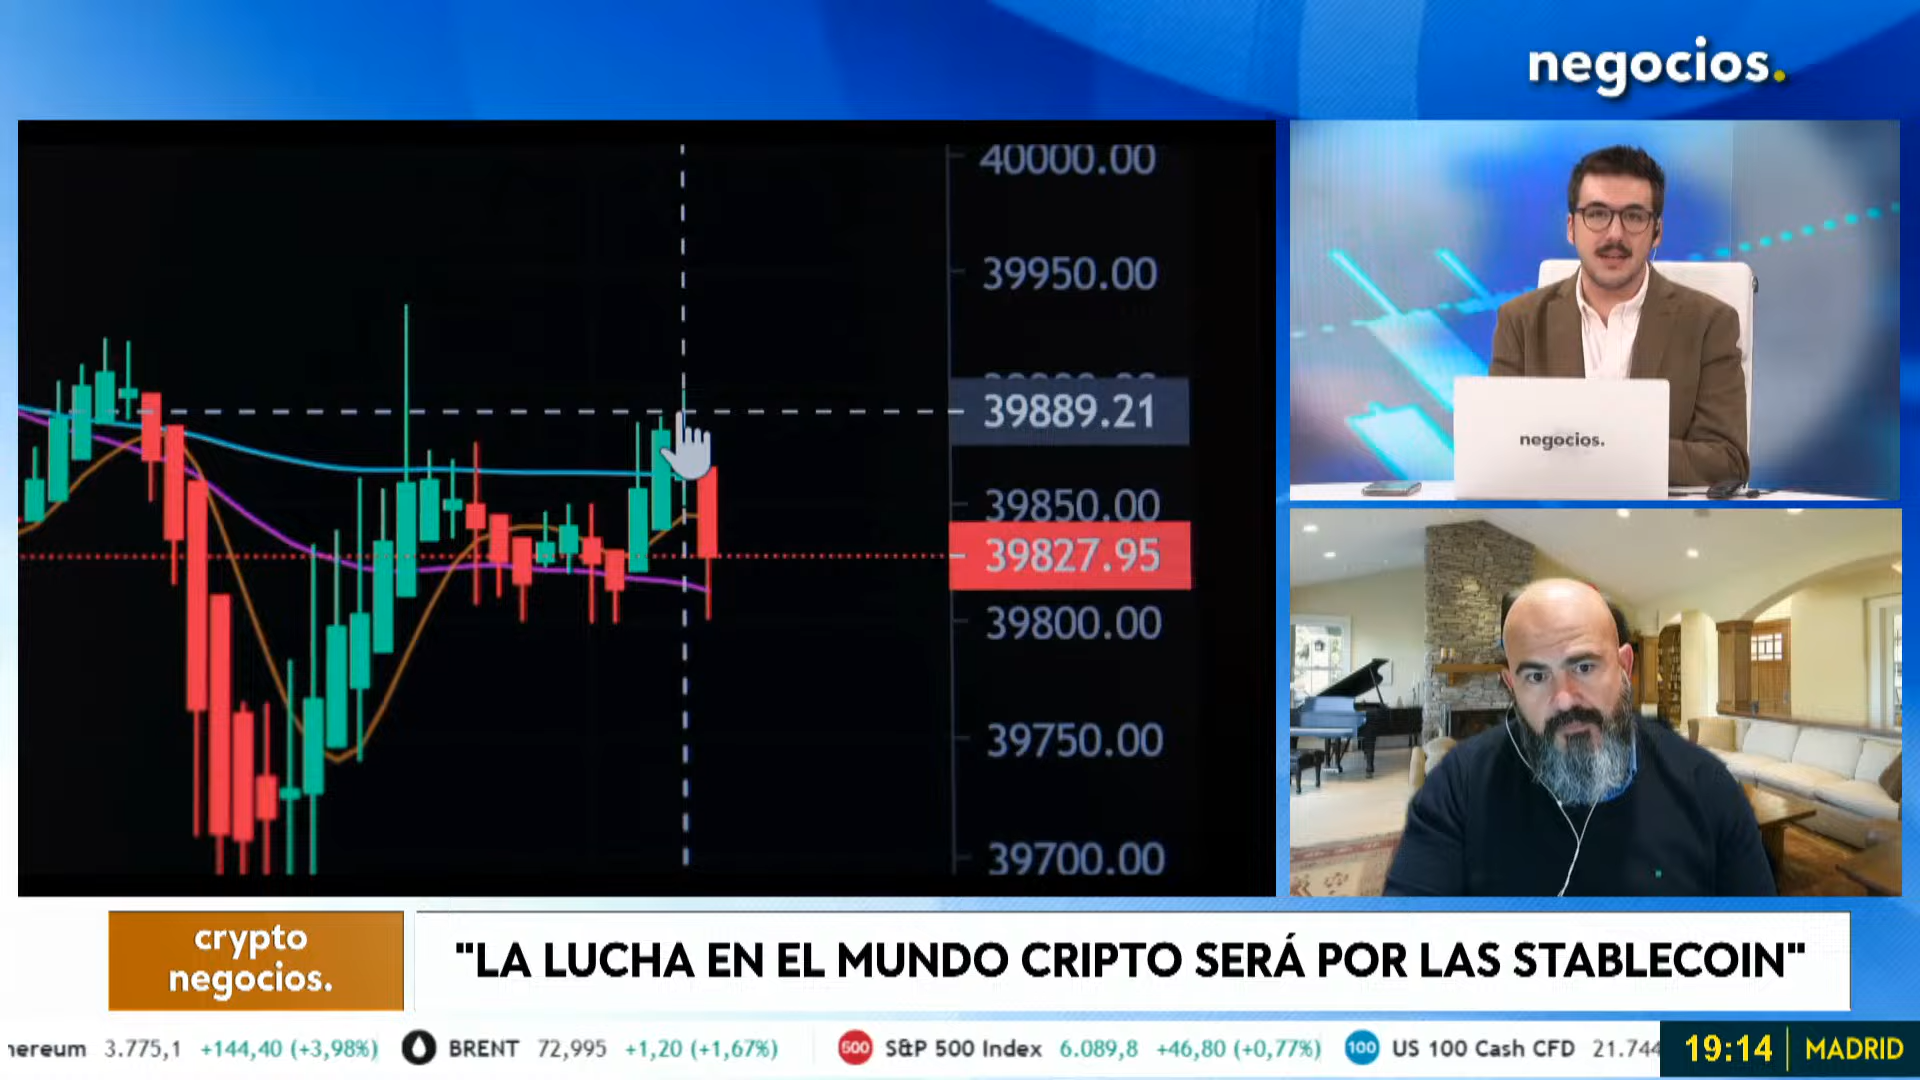 negocios.
40000.00
39950.00
39889.21
39850.00
39827.95
39800.00
39750.00
39700.00
negocios.
crypto
negocios.
"LA LUCHA EN EL MUNDO CRIPTO SERÁ POR LAS STABLECOIN"
hereum 3.775,1 +144,40 (+3,98%) BRENT 72,995 +1,20 (+1,67%) 500 S&P 500 Index 6.089,8 +46,80 (+0,77%) 100 US 100 Cash CFD 21.744
19:14 MADRID